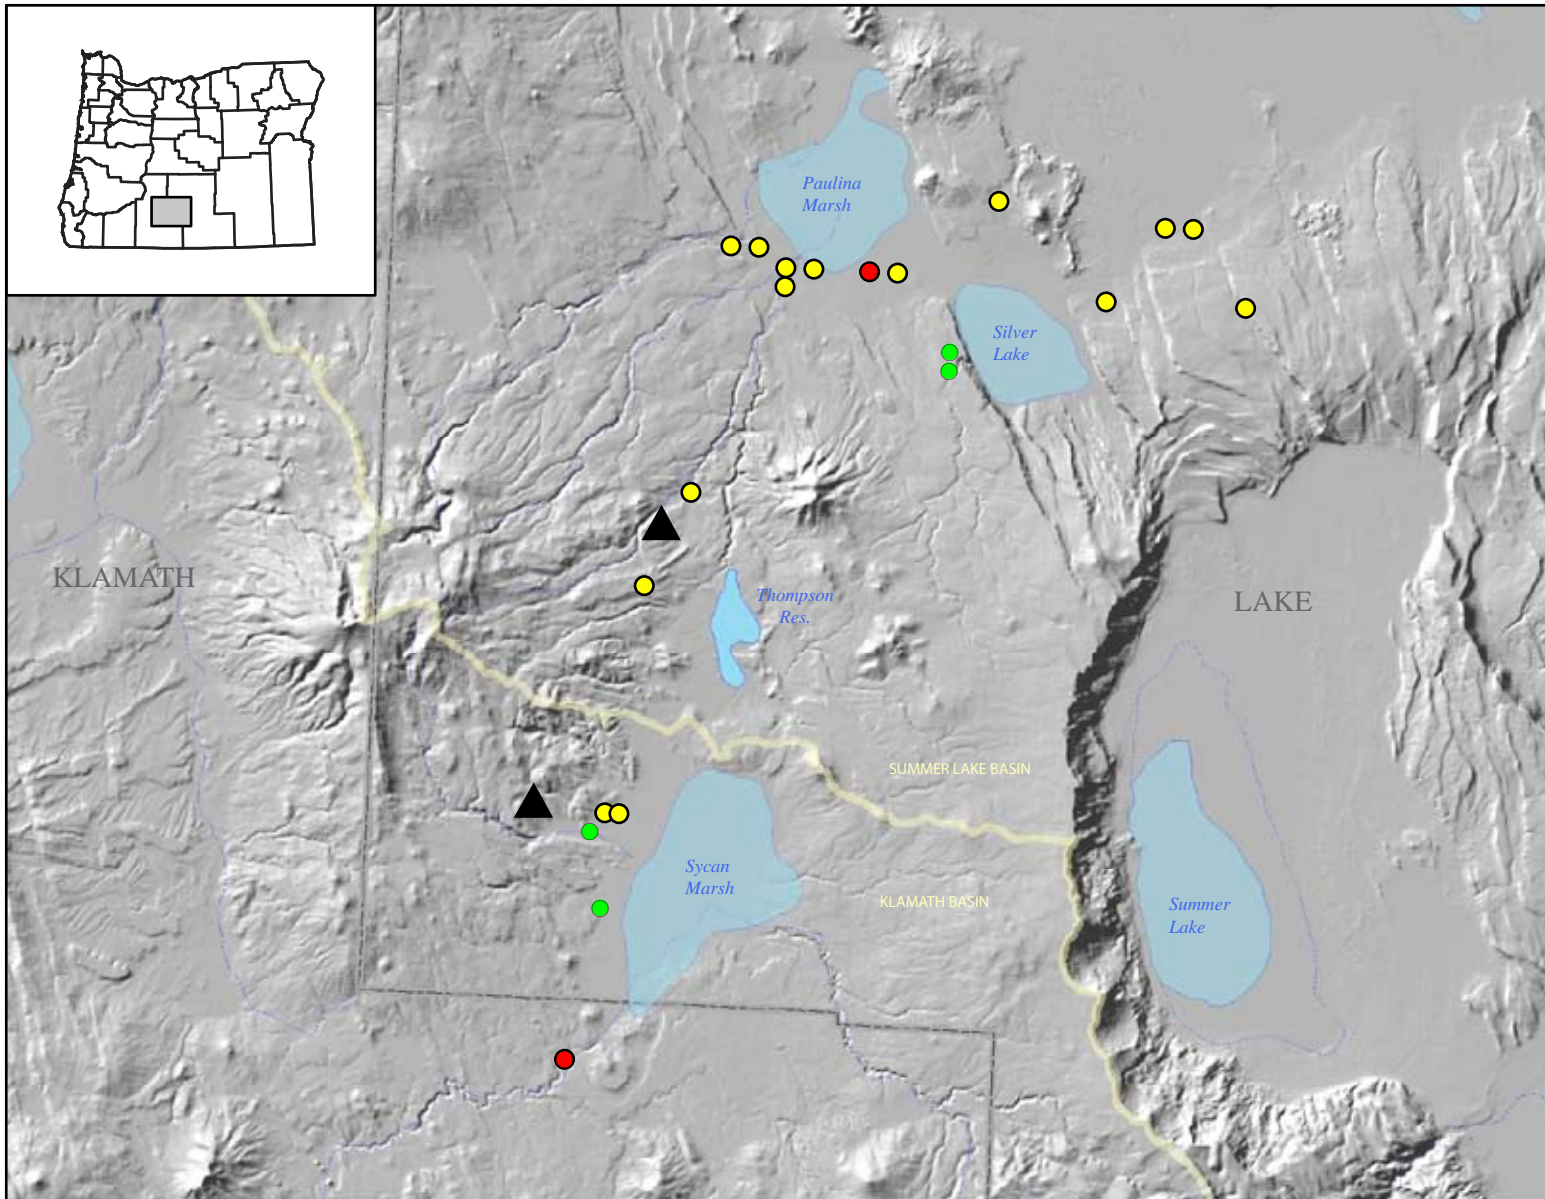 Paulina
Marsh
Silver
Lake
KLAMATH
Thompson
Res.
LAKE
SUMMER LAKE BASIN
Sycan
Marsh
KLAMATH BASIN
Summer
Lake